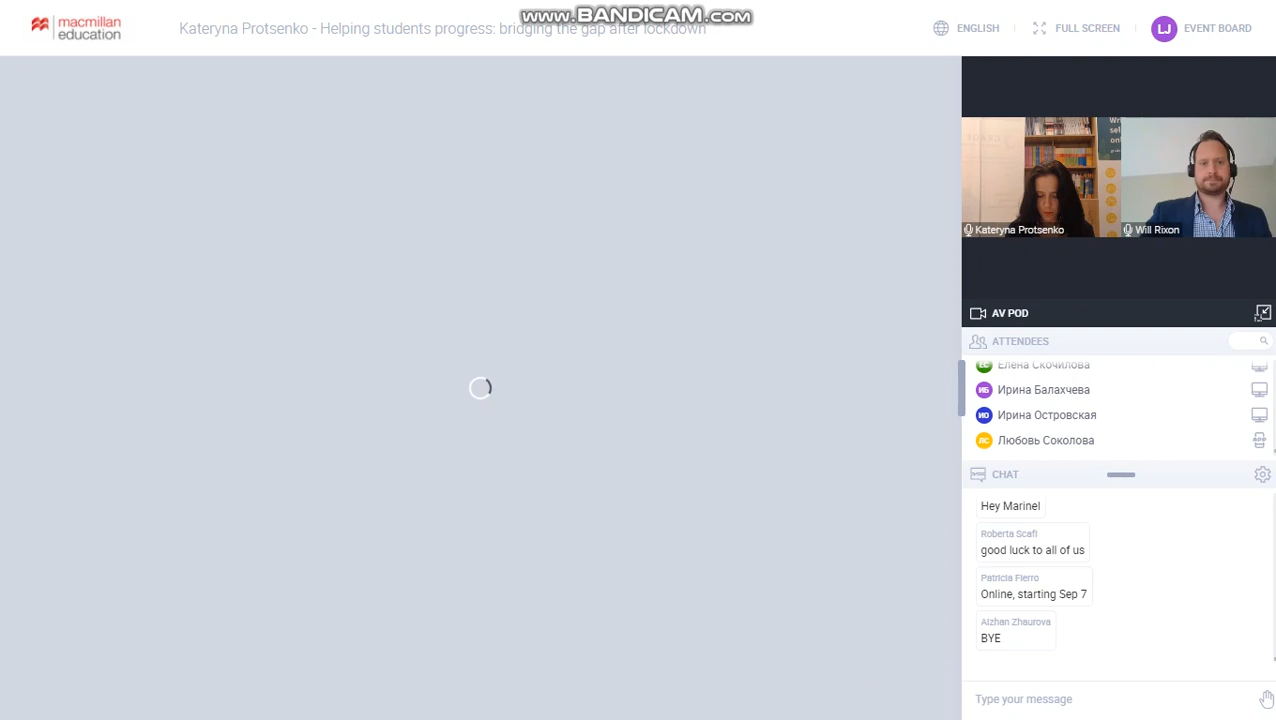 www.BANDICAM.com
macmillan education
Kateryna Protsenko - Helping students progress: bridging the gap after lockdown
ENGLISH
FULL SCREEN
LJ
EVENT BOARD
Kateryna Protsenko
Will Rixon
AV POD
ATTENDEES
ЕС Елена Скочилова
ИБ Ирина Балахчева
ИО Ирина Островская
ЛС Любовь Соколова
APP
CHAT
Hey Marinel
Roberta Scafi
good luck to all of us
Patricia Fierro
Online, starting Sep 7
Aizhan Zhaurova
BYE
Type your message